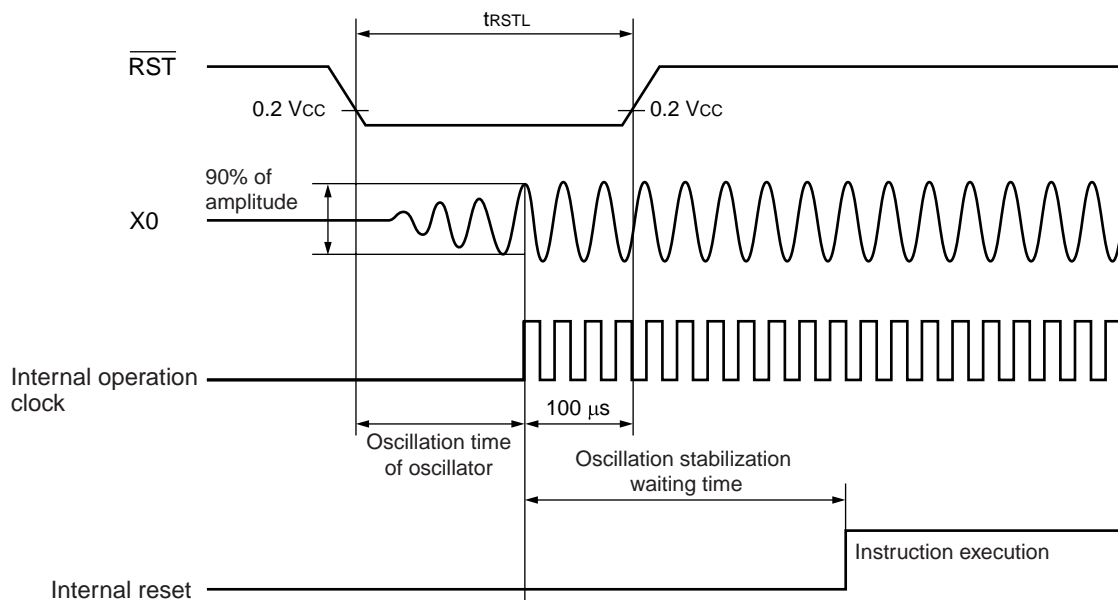 tRSTL
RST
0.2 VCC
0.2 VCC
90% of
amplitude
X0
Internal operation
clock
100 μs
Oscillation time
of oscillator
Oscillation stabilization
waiting time
Instruction execution
Internal reset